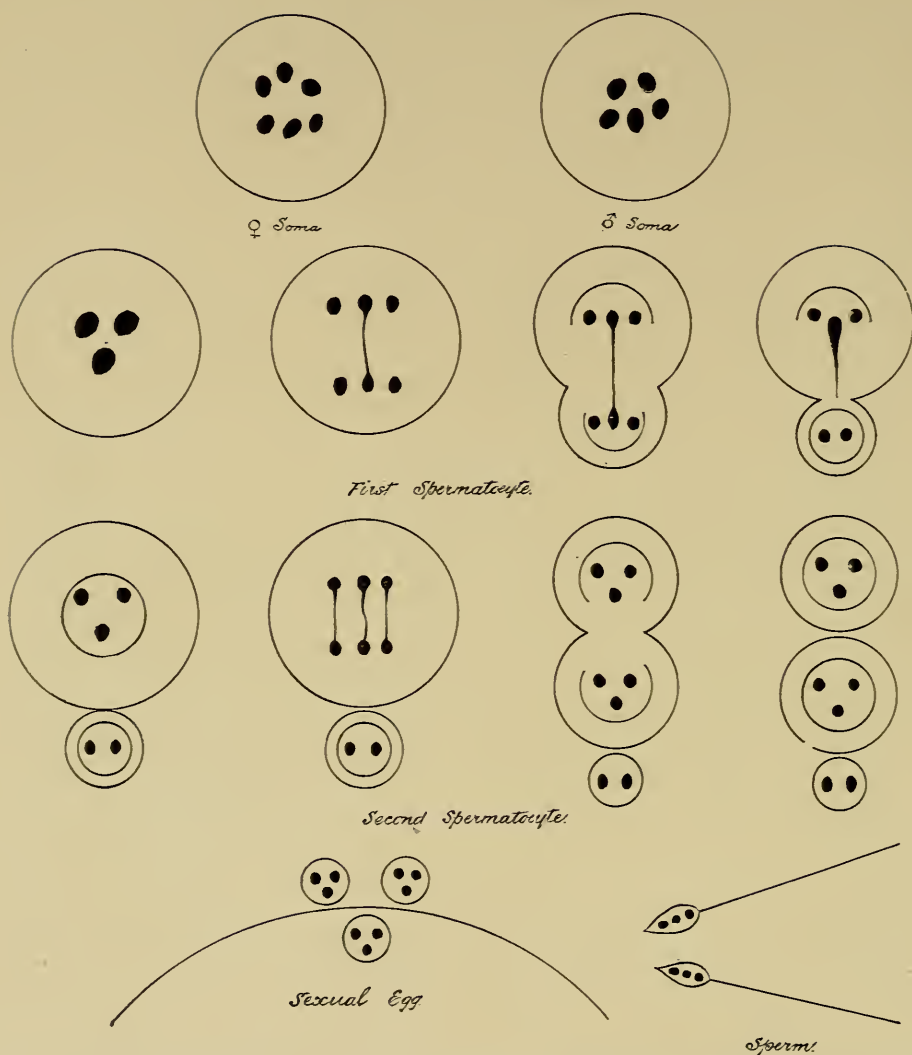 ♀ Soma
♂ Soma
First Spermatocyte.
Second Spermatocyte.
Sexual Egg
Sperm.